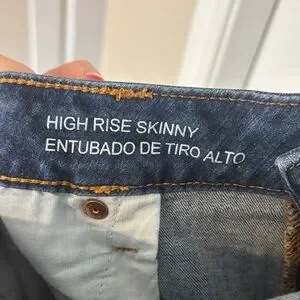 HIGH RISE SKINNY
ENTUBADO DE TIRO ALTO